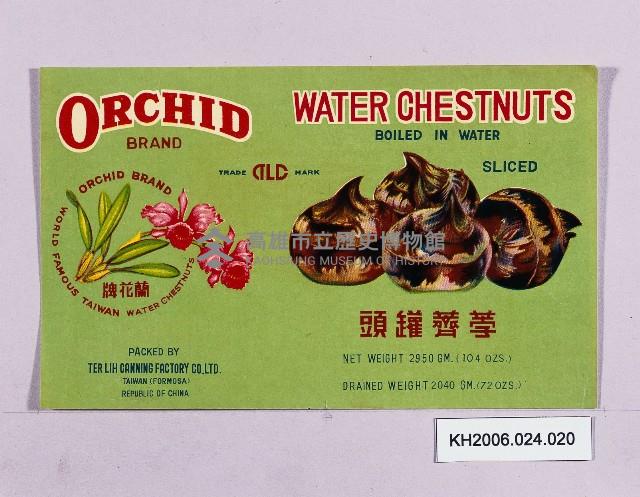 ORCHID
BRAND
WATER CHESTNUTS
BOILED IN WATER
SLICED
TRADE TLC MARK
ORCHID BRAND
WORLD FAMOUS TAIWAN WATER CHESTNUTS
牌花蘭
高雄市立歷史博物館
KAOHSIUNG MUSEUM OF HISTORY
頭罐薺荸
PACKED BY
TER LIH CANNING FACTORY CO., LTD.
TAIWAN (FORMOSA)
REPUBLIC OF CHINA
NET WEIGHT 2950 GM. (104 OZS.)
DRAINED WEIGHT 2040 GM. (72 OZS.)
KH2006.024.020